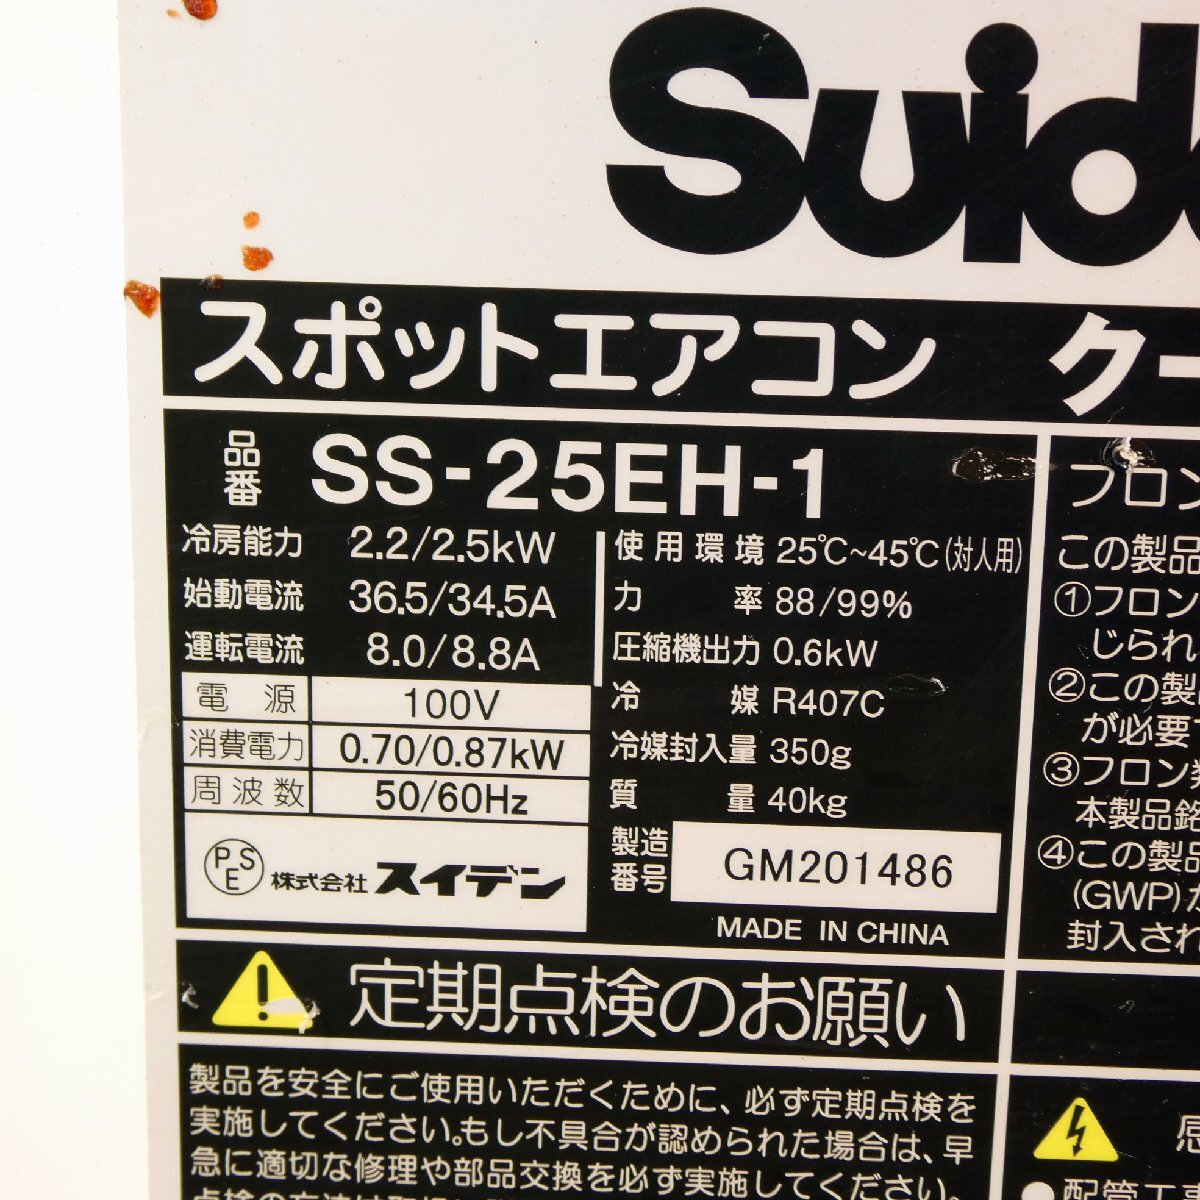 スポットエアコン
品番 SS-25EH-1
冷房能力 2.2/2.5kW
始動電流 36.5/34.5A
運転電流 8.0/8.8A
電源 100V
消費電力 0.70/0.87kW
周波数 50/60Hz
PSE 株式会社 スイデン
使用環境 25℃~45℃(対人用)
力率 88/99%
圧縮機出力 0.6kW
冷媒 R407C
冷媒封入量 350g
質量 40kg
製造番号 GM201486
MADE IN CHINA
フロン
この製品
①フロン
じられ
②この製
が必要
③フロン
本製品銘
④この製品
(GWP)が
封入され
定期点検のお願い
製品を安全にご使用いただくために、必ず定期点検を
実施してください。もし不具合が認められた場合は、早
急に適切な修理や部品交換を必ず実施してください。